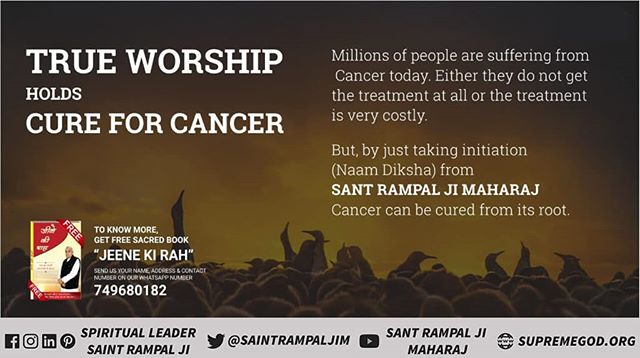 TRUE WORSHIP
HOLDS
CURE FOR CANCER
Millions of people are suffering from
Cancer today. Either they do not get
the treatment at all or the treatment
is very costly.
But, by just taking initiation
(Naam Diksha) from
SANT RAMPAL JI MAHARAJ
Cancer can be cured from its root.
FREE
जीने
की
राह
FREE
TO KNOW MORE,
GET FREE SACRED BOOK
“JEENE KI RAH”
SEND US YOUR NAME, ADDRESS & CONTACT
NUMBER ON OUR WHATSAPP NUMBER
749680182
SPIRITUAL LEADER
SAINT RAMPAL JI
@SAINTRAMPALJIM
SANT RAMPAL JI
MAHARAJ
SUPREMEGOD.ORG